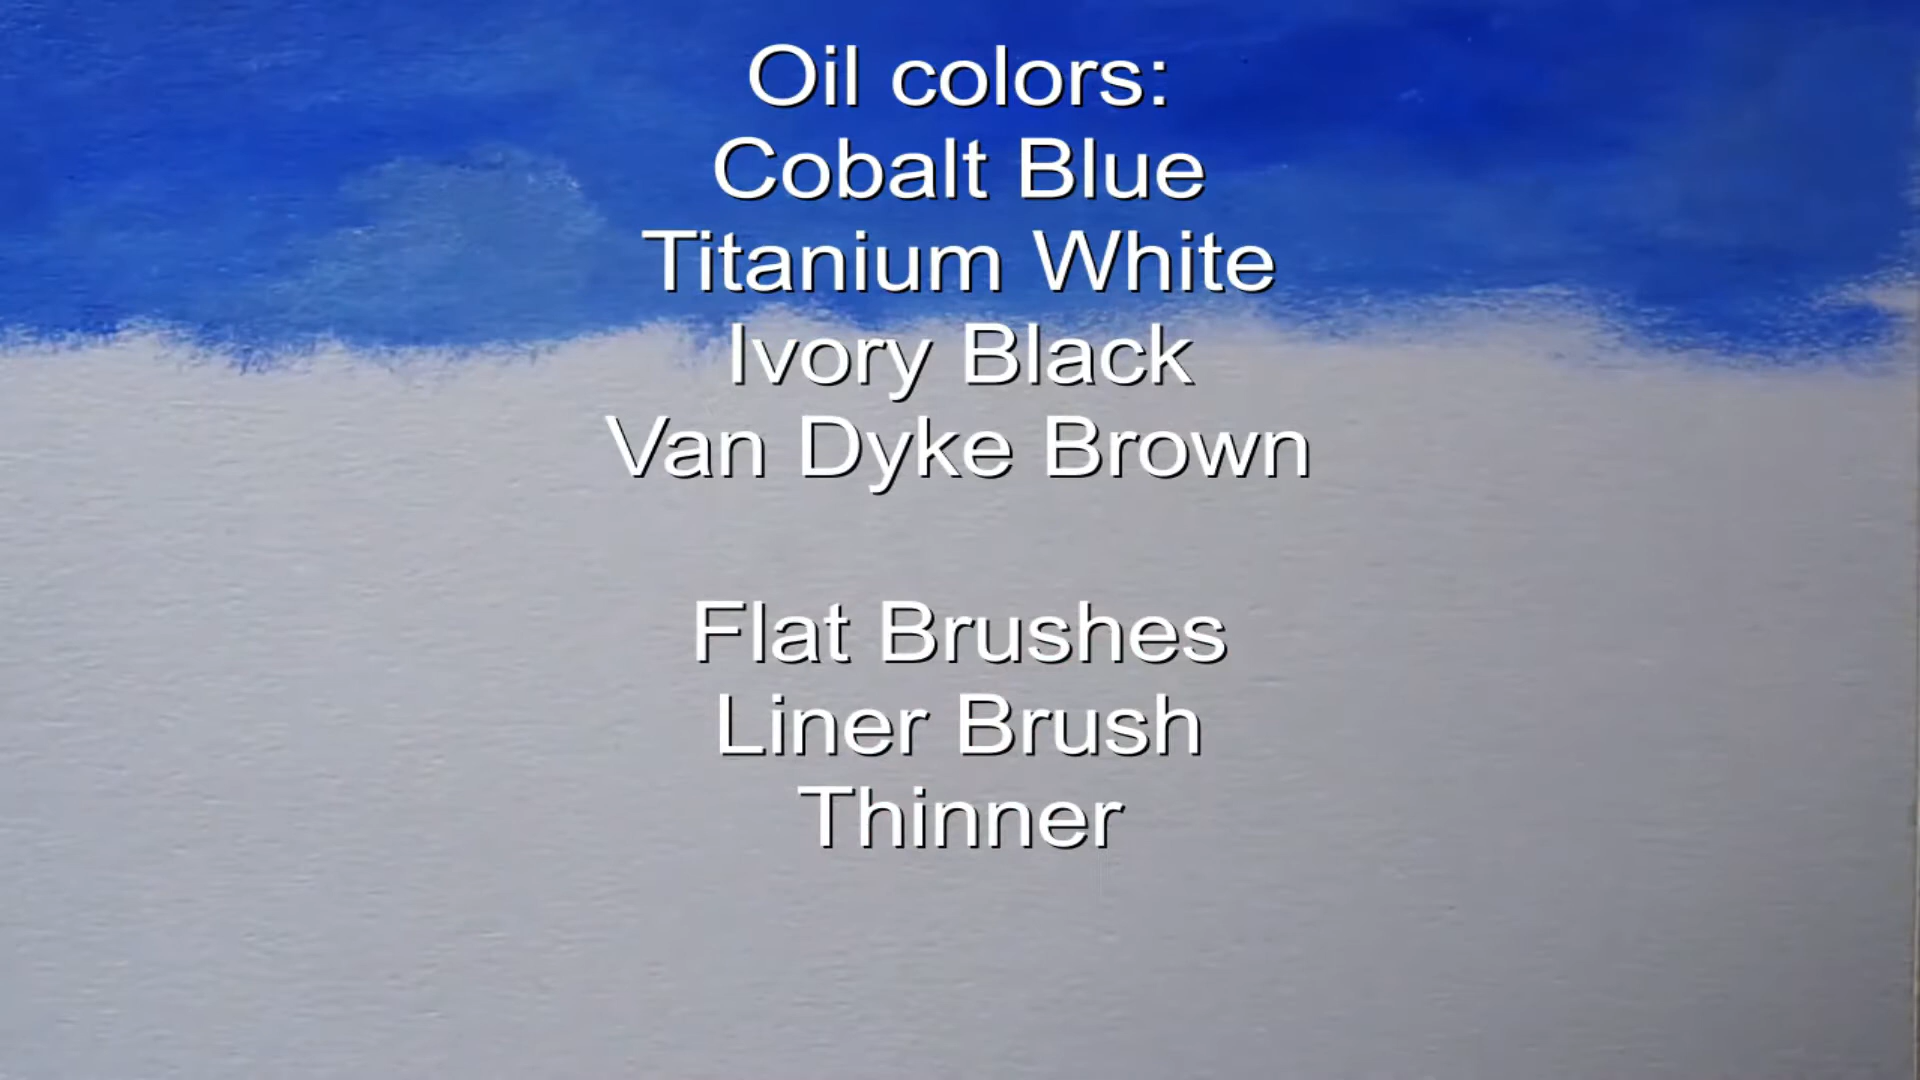 Oil colors:
Cobalt Blue
Titanium White
Ivory Black
Van Dyke Brown
Flat Brushes
Liner Brush
Thinner